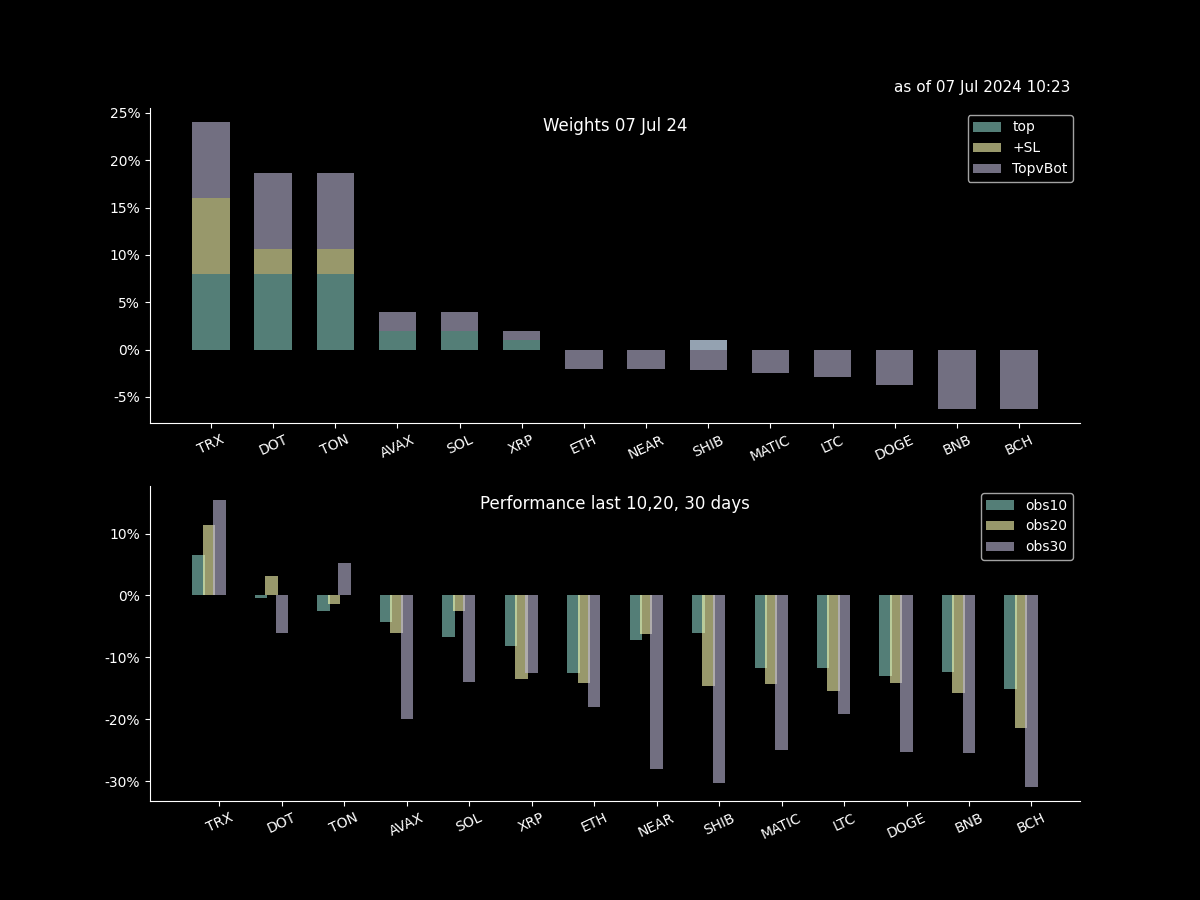 as of 07 Jul 2024 10:23
Weights 07 Jul 24
top
+SL
TopvBot
25%
20%
15%
10%
5%
0%
-5%
TRX DOT TON AVAX SOL XRP ETH NEAR SHIB MATIC LTC DOGE BNB BCH
Performance last 10,20, 30 days
obs10
obs20
obs30
10%
0%
-10%
-20%
-30%
TRX DOT TON AVAX SOL XRP ETH NEAR SHIB MATIC LTC DOGE BNB BCH